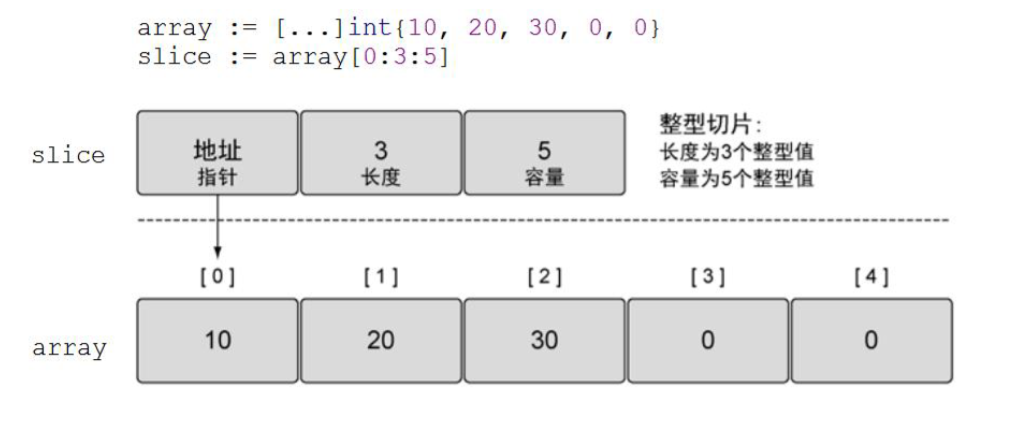 array := [...]int{10, 20, 30, 0, 0}
slice := array[0:3:5]
slice
地址
指针
3
长度
5
容量
整型切片:
长度为3个整型值
容量为5个整型值
[0] [1] [2] [3] [4]
array 10 20 30 0 0